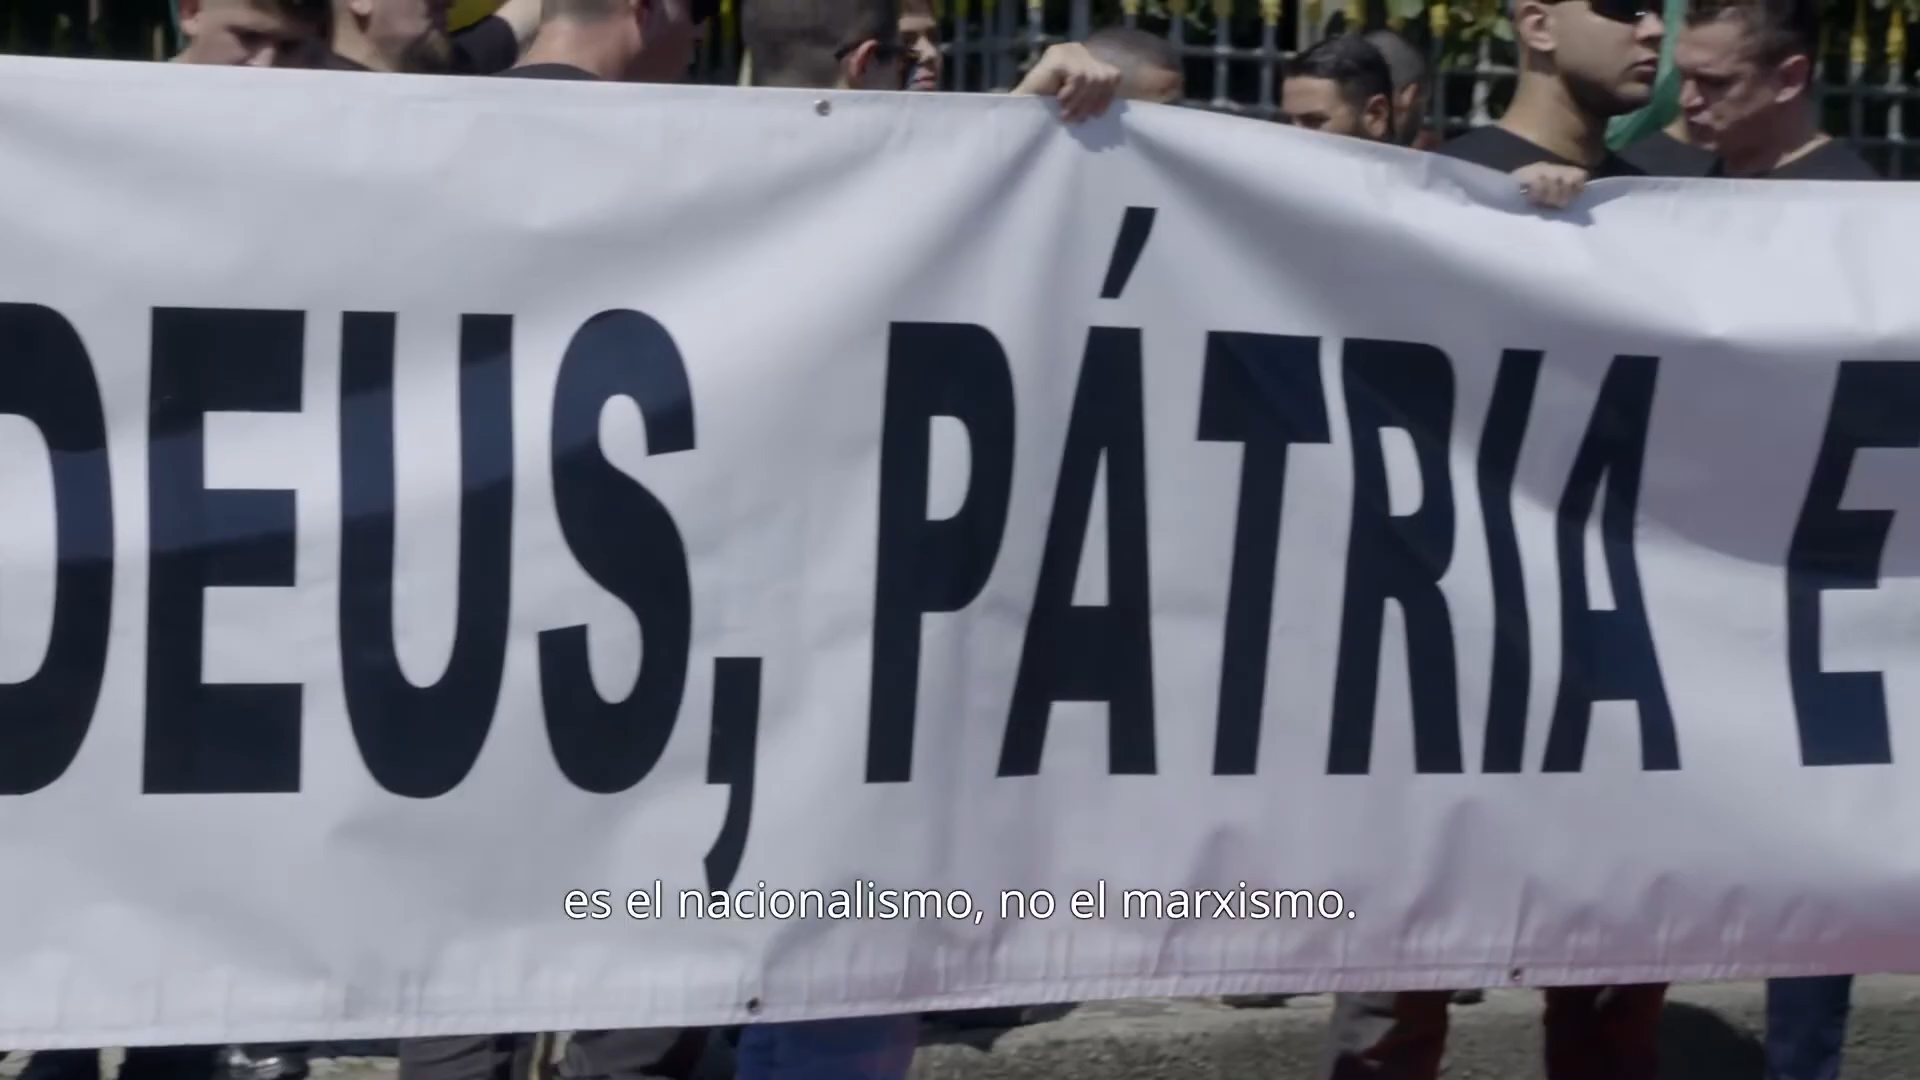 DEUS, PÁTRIA E
es el nacionalismo, no el marxismo.